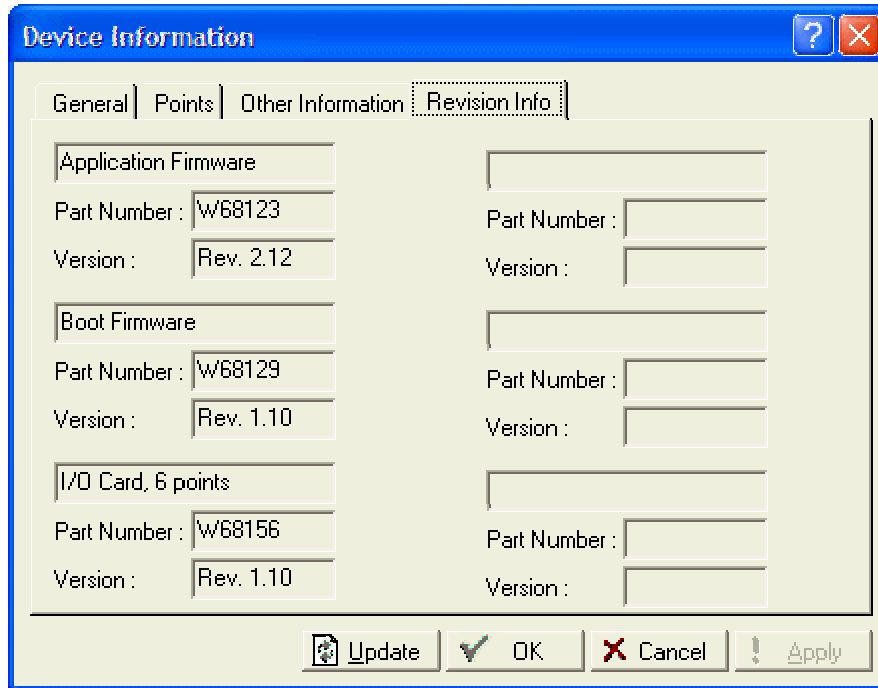 Device Information
General Points Other Information Revision Info
Application Firmware
Part Number : W68123
Version : Rev. 2.12
Boot Firmware
Part Number : W68129
Version : Rev. 1.10
I/O Card, 6 points
Part Number : W68156
Version : Rev. 1.10
Part Number :
Version :
Part Number :
Version :
Part Number :
Version :
Update OK Cancel Apply